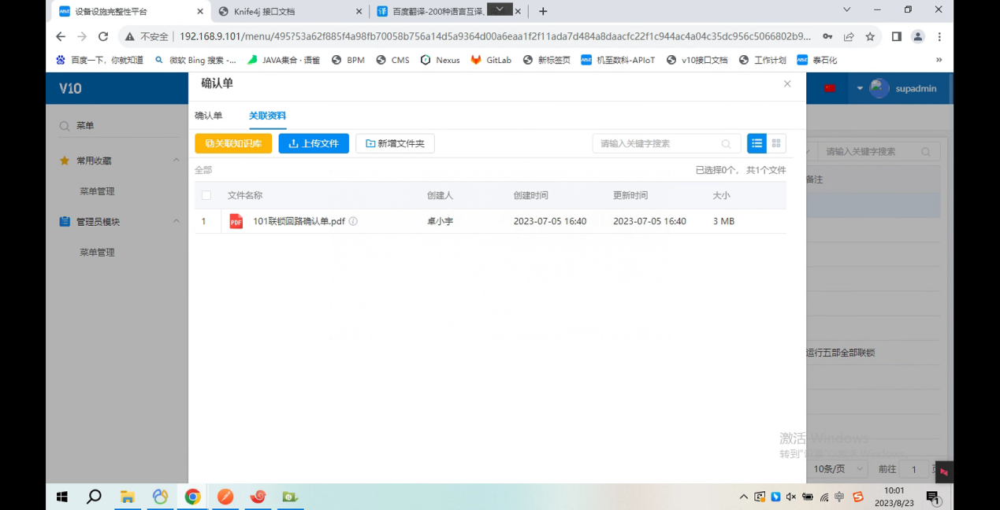 设备设施完整性平台
Knife4j 接口文档
译 百度翻译-200种语言互译、
不安全 192.168.9.101/menu/495?53a62f885f4a98fb70058b756a14d5a9364d00a6eaa1f2f11ada7d484a8daacfc22f1c944ac4a04c35dc956c5066802b9...
百度一下，你就知道 微软 Bing 搜索 -... JAVA集合 · 语雀 BPM CMS Nexus GitLab 新标签页 机至数科-APIoT v10接口文档 工作计划 泰石化
V10
确认单
supadmin
菜单
确认单 关联资料
关联知识库 上传文件 新增文件夹 请输入关键字搜索
请输入关键字搜索
常用收藏
全部 已选择0个， 共1个文件
备注
菜单管理
文件名称 创建人 创建时间 更新时间 大小
管理员模块
1 PDF 101联锁回路确认单.pdf 卓小宇 2023-07-05 16:40 2023-07-05 16:40 3 MB
菜单管理
运行五部全部联锁
激活 Windows
10条/页 前往 1
10:01
2023/8/23
中
1